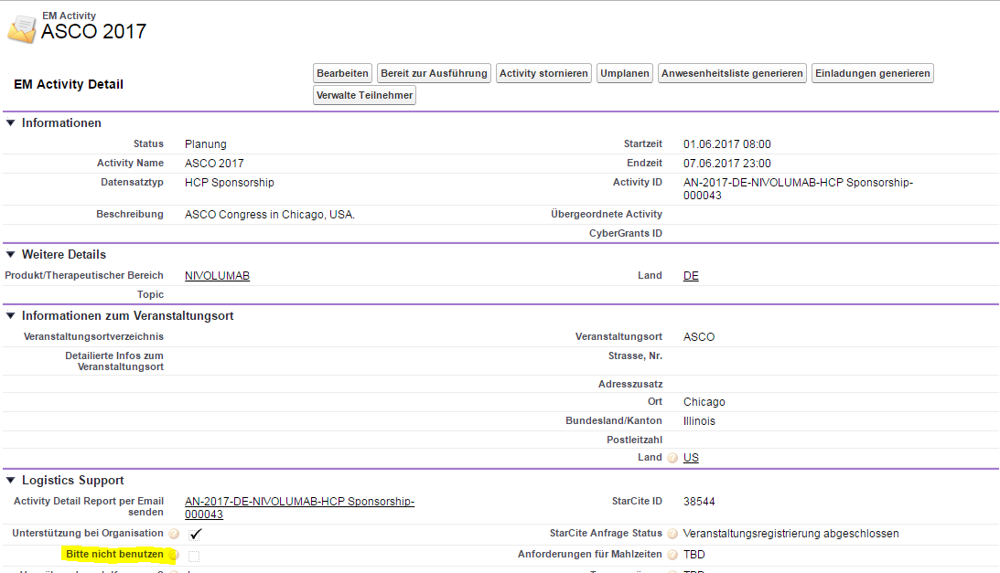 EM Activity
ASCO 2017
EM Activity Detail
Bearbeiten Bereit zur Ausführung Activity stornieren Umplanen Anwesenheitsliste generieren Einladungen generieren
Verwalte Teilnehmer
Informationen
Status Planung Startzeit 01.06.2017 08:00
Activity Name ASCO 2017 Endzeit 07.06.2017 23:00
Datensatztyp HCP Sponsorship Activity ID AN-2017-DE-NIVOLUMAB-HCP Sponsorship-
000043
Beschreibung ASCO Congress in Chicago, USA. Übergeordnete Activity
CyberGrants ID
Weitere Details
Produkt/Therapeutischer Bereich NIVOLUMAB Land DE
Topic
Informationen zum Veranstaltungsort
Veranstaltungsortverzeichnis Veranstaltungsort ASCO
Detailierte Infos zum Strasse, Nr.
Veranstaltungsort
Adresszusatz
Ort Chicago
Bundesland/Kanton Illinois
Postleitzahl
Land ? US
Logistics Support
Activity Detail Report per Email AN-2017-DE-NIVOLUMAB-HCP Sponsorship- StarCite ID 38544
senden 000043
Unterstützung bei Organisation ? StarCite Anfrage Status ? Veranstaltungsregistrierung abgeschlossen
Bitte nicht benutzen Anforderungen für Mahlzeiten ? TBD